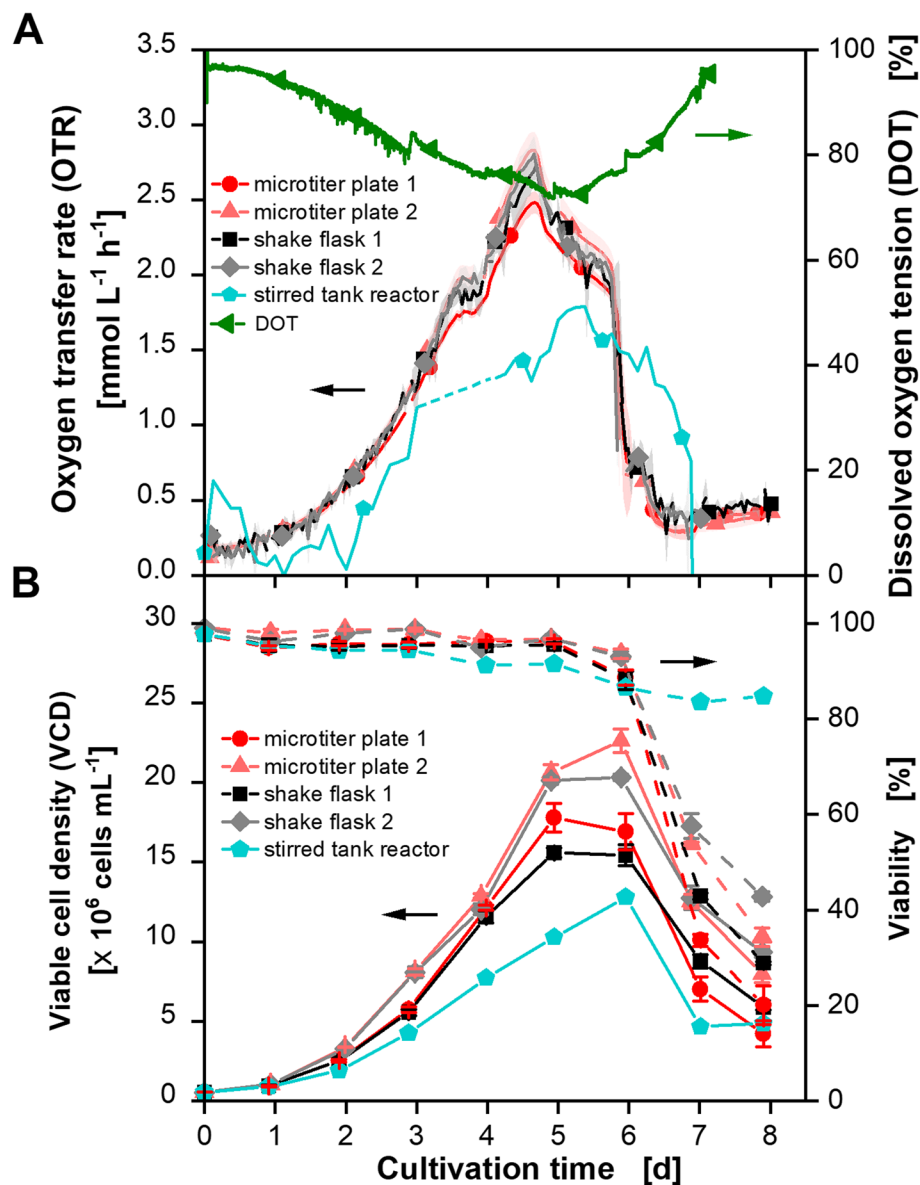 A
Oxygen transfer rate (OTR)
[mmol L⁻¹ h⁻¹]
3.5
3.0
2.5
2.0
1.5
1.0
0.5
0.0
microtiter plate 1
microtiter plate 2
shake flask 1
shake flask 2
stirred tank reactor
DOT
100
80
60
40
20
0
Dissolved oxygen tension (DOT) [%]
B
Viable cell density (VCD)
[x 10⁶ cells mL⁻¹]
30
25
20
15
10
5
0
microtiter plate 1
microtiter plate 2
shake flask 1
shake flask 2
stirred tank reactor
100
80
60
40
20
0
Viability [%]
0 1 2 3 4 5 6 7 8
Cultivation time [d]